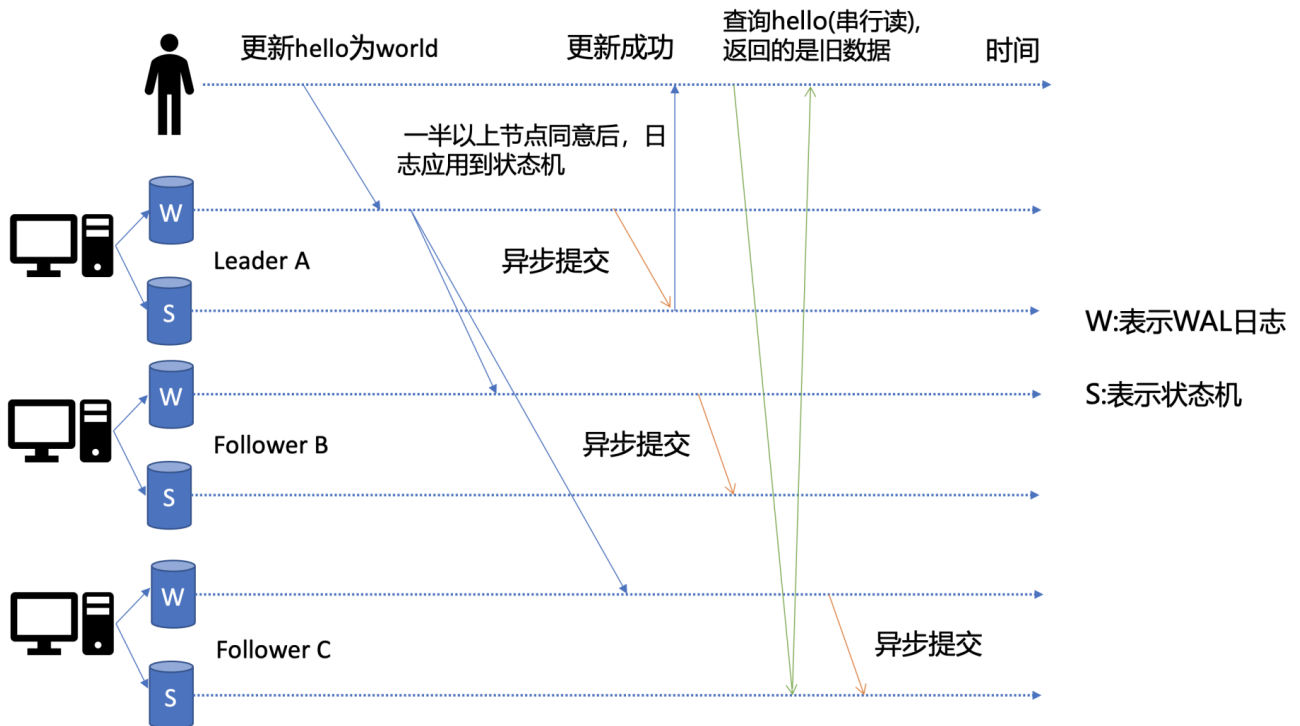 更新hello为world
更新成功
查询hello(串行读),
返回的是旧数据
时间
一半以上节点同意后，日
志应用到状态机
W
Leader A
异步提交
S
W:表示WAL日志
W
S:表示状态机
Follower B
异步提交
S
W
Follower C
异步提交
S